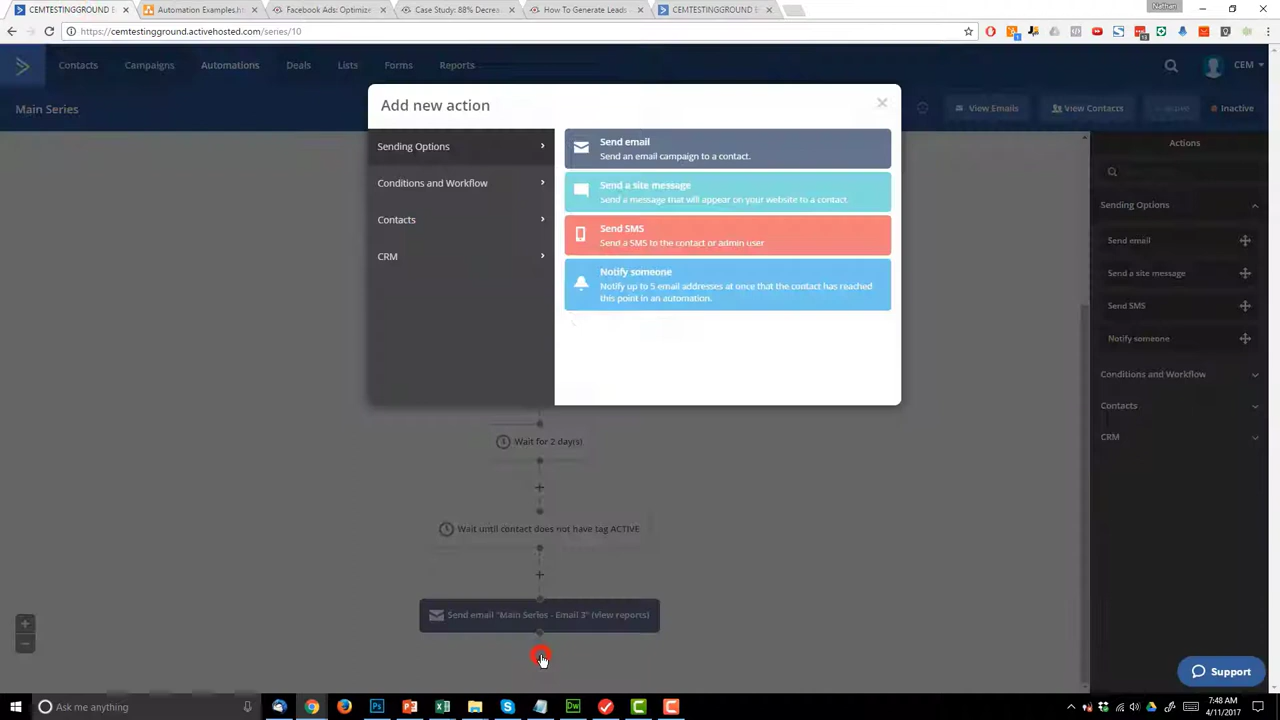 Nathan
CEMTESTINGGROUND B
Automation Examples.ht
Facebook Ads: Optimize
Case Study: 88% Decrea
How To Generate Leads
CEMTESTINGGROUND B
https://cemtestingground.activehosted.com/series/10
Contacts
Campaigns
Automations
Deals
Lists
Forms
Reports
CEM
Main Series
View Emails
View Contacts
Inactive
Add new action
Sending Options
Conditions and Workflow
Contacts
CRM
Send email
Send an email campaign to a contact.
Send a site message
Send a message that will appear on your website to a contact.
Send SMS
Send a SMS to the contact or admin user
Notify someone
Notify up to 5 email addresses at once that the contact has reached
this point in an automation.
Actions
Sending Options
Send email
Send a site message
Send SMS
Notify someone
Conditions and Workflow
Contacts
CRM
Wait for 2 day(s)
Wait until contact does not have tag ACTIVE
Send email "Main Series - Email 3" (view reports)
Support
Ask me anything
7:48 AM
4/11/2017